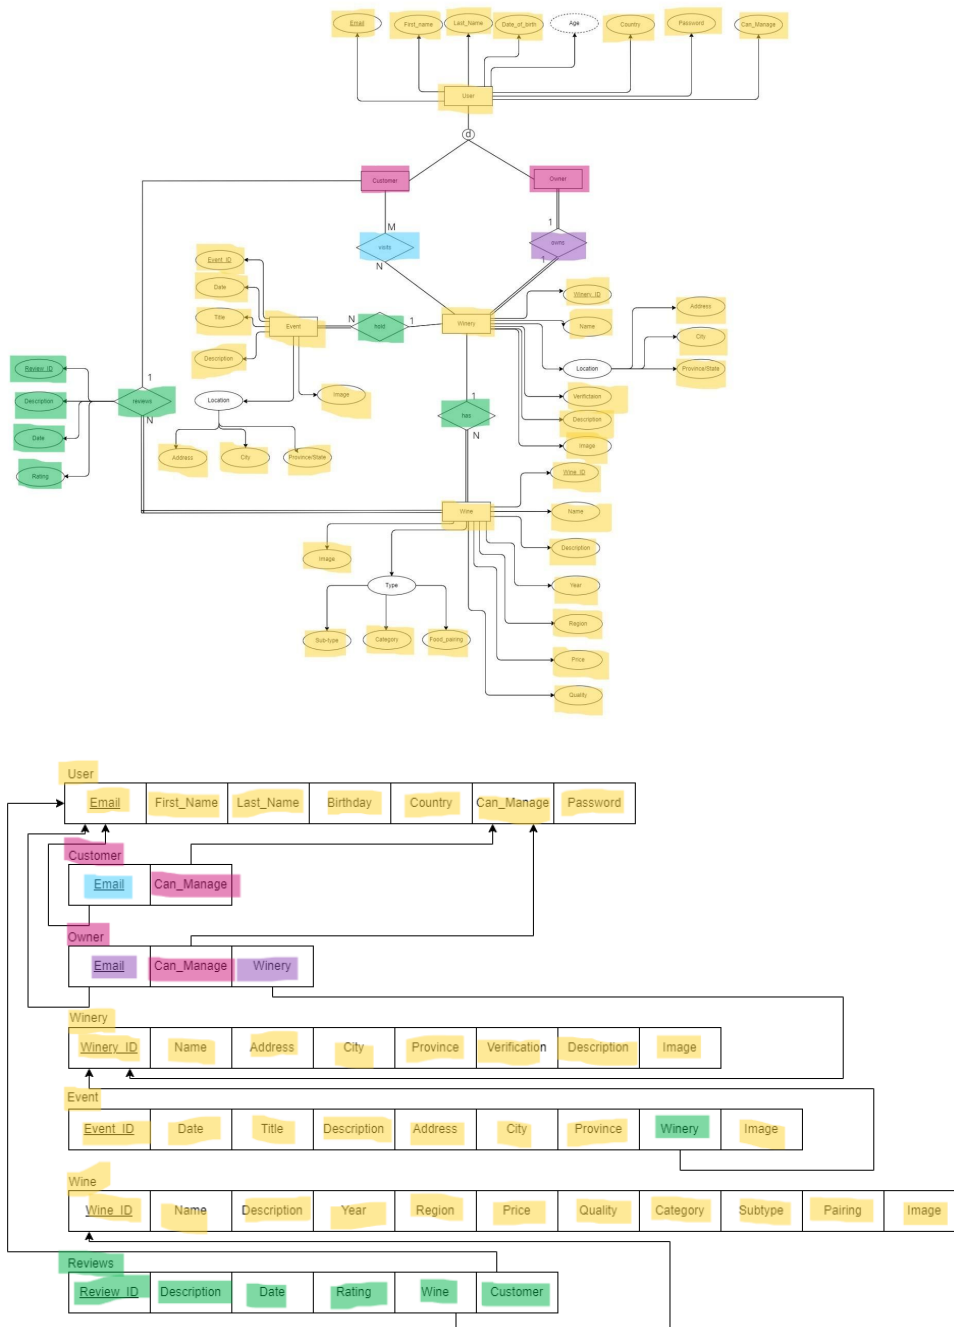 Email First_name Last_Name Date_of_birth Age Country Password Can_Manage
User
d
Customer Owner
1
M
visits owns
N 1
Event_ID
Date
Title
Description
Event
N hold 1
Winery
Winery_ID
Name
Location
Address
City
Province/State
Verifictaion
Description
Image
Location
Image
Address City Province/State
Review_ID
Description
Date
Rating
1
reviews
N
1
has
N
Wine_ID
Wine
Name
Description
Year
Region
Price
Quality
Image
Type
Sub-type Category Food_pairing
User
Email First_Name Last_Name Birthday Country Can_Manage Password
Customer
Email Can_Manage
Owner
Email Can_Manage Winery
Winery
Winery_ID Name Address City Province Verification Description Image
Event
Event_ID Date Title Description Address City Province Winery Image
Wine
Wine_ID Name Description Year Region Price Quality Category Subtype Pairing Image
Reviews
Review_ID Description Date Rating Wine Customer